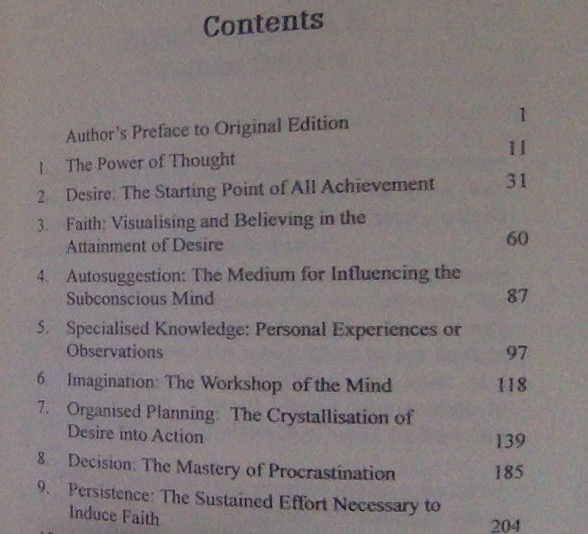 Contents
Author's Preface to Original Edition 1
1 The Power of Thought 11
2. Desire: The Starting Point of All Achievement 31
3. Faith: Visualising and Believing in the
Attainment of Desire 60
4. Autosuggestion: The Medium for Influencing the
Subconscious Mind 87
5. Specialised Knowledge: Personal Experiences or
Observations 97
6 Imagination: The Workshop of the Mind 118
7. Organised Planning: The Crystallisation of
Desire into Action 139
8. Decision: The Mastery of Procrastination 185
9. Persistence: The Sustained Effort Necessary to
Induce Faith 204